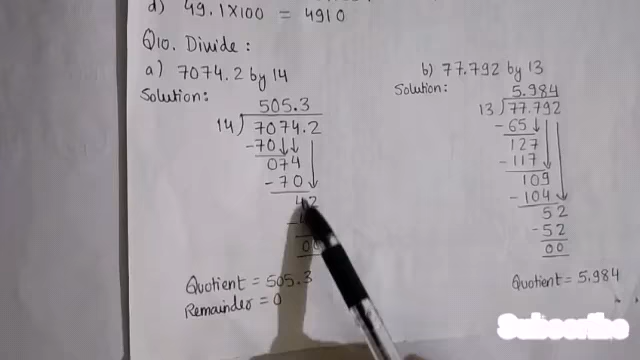 d) 49.1 x 100 = 4910
Q10. Divide :
a) 7074.2 by 14
Solution:
505.3
14) 7074.2
-70
074
- 70
42
-4
00
Quotient = 505.3
Remainder = 0
b) 77.792 by 13
Solution:
5.984
13) 77.792
-65
127
-117
109
-104
52
-52
00
Quotient = 5.984
Subscribe